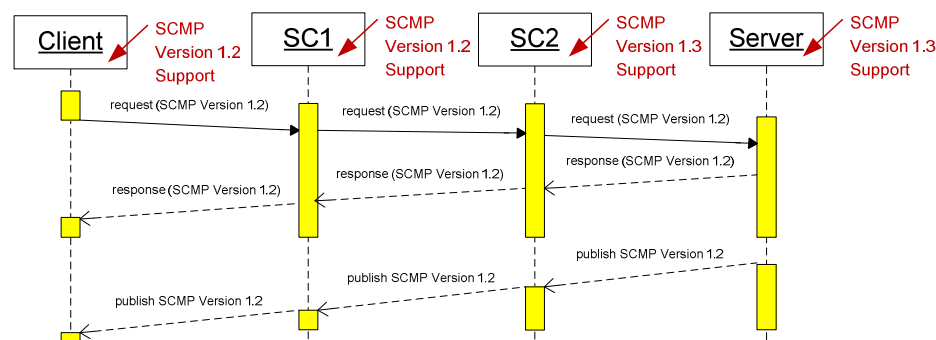 Client
SCMP
Version 1.2
Support
SC1
SCMP
Version 1.2
Support
SC2
SCMP
Version 1.3
Support
Server
SCMP
Version 1.3
Support
request (SCMP Version 1.2)
request (SCMP Version 1.2)
request (SCMP Version 1.2)
response (SCMP Version 1.2)
response (SCMP Version 1.2)
response (SCMP Version 1.2)
publish SCMP Version 1.2
publish SCMP Version 1.2
publish SCMP Version 1.2